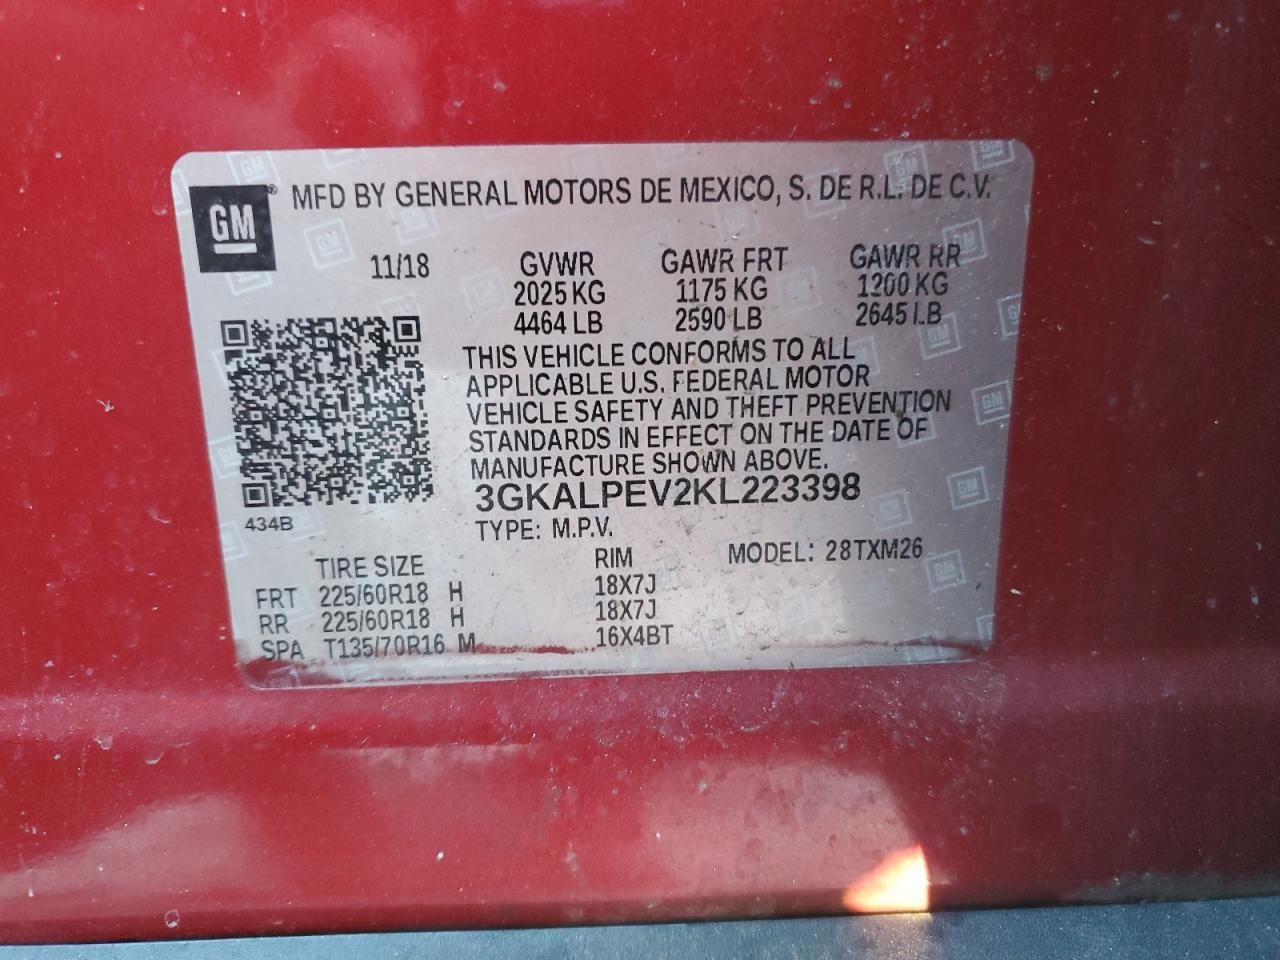 GM® MFD BY GENERAL MOTORS DE MEXICO, S. DE R.L. DE C.V.
11/18 GVWR GAWR FRT GAWR RR
2025 KG 1175 KG 1200 KG
4464 LB 2590 LB 2645 LB
THIS VEHICLE CONFORMS TO ALL
APPLICABLE U.S. FEDERAL MOTOR
VEHICLE SAFETY AND THEFT PREVENTION
STANDARDS IN EFFECT ON THE DATE OF
MANUFACTURE SHOWN ABOVE.
3GKALPEV2KL223398
434B
TYPE: M.P.V.
TIRE SIZE RIM MODEL: 28TXM26
FRT 225/60R18 H 18X7J
RR 225/60R18 H 18X7J
SPA T135/70R16 M 16X4BT